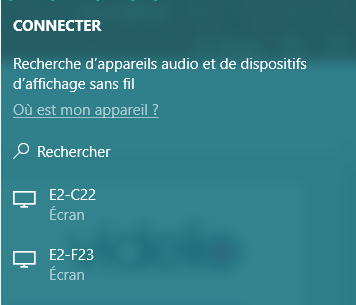 CONNECTER
Recherche d’appareils audio et de dispositifs
d’affichage sans fil
Où est mon appareil ?
Rechercher
E2-C22
Écran
E2-F23
Écran